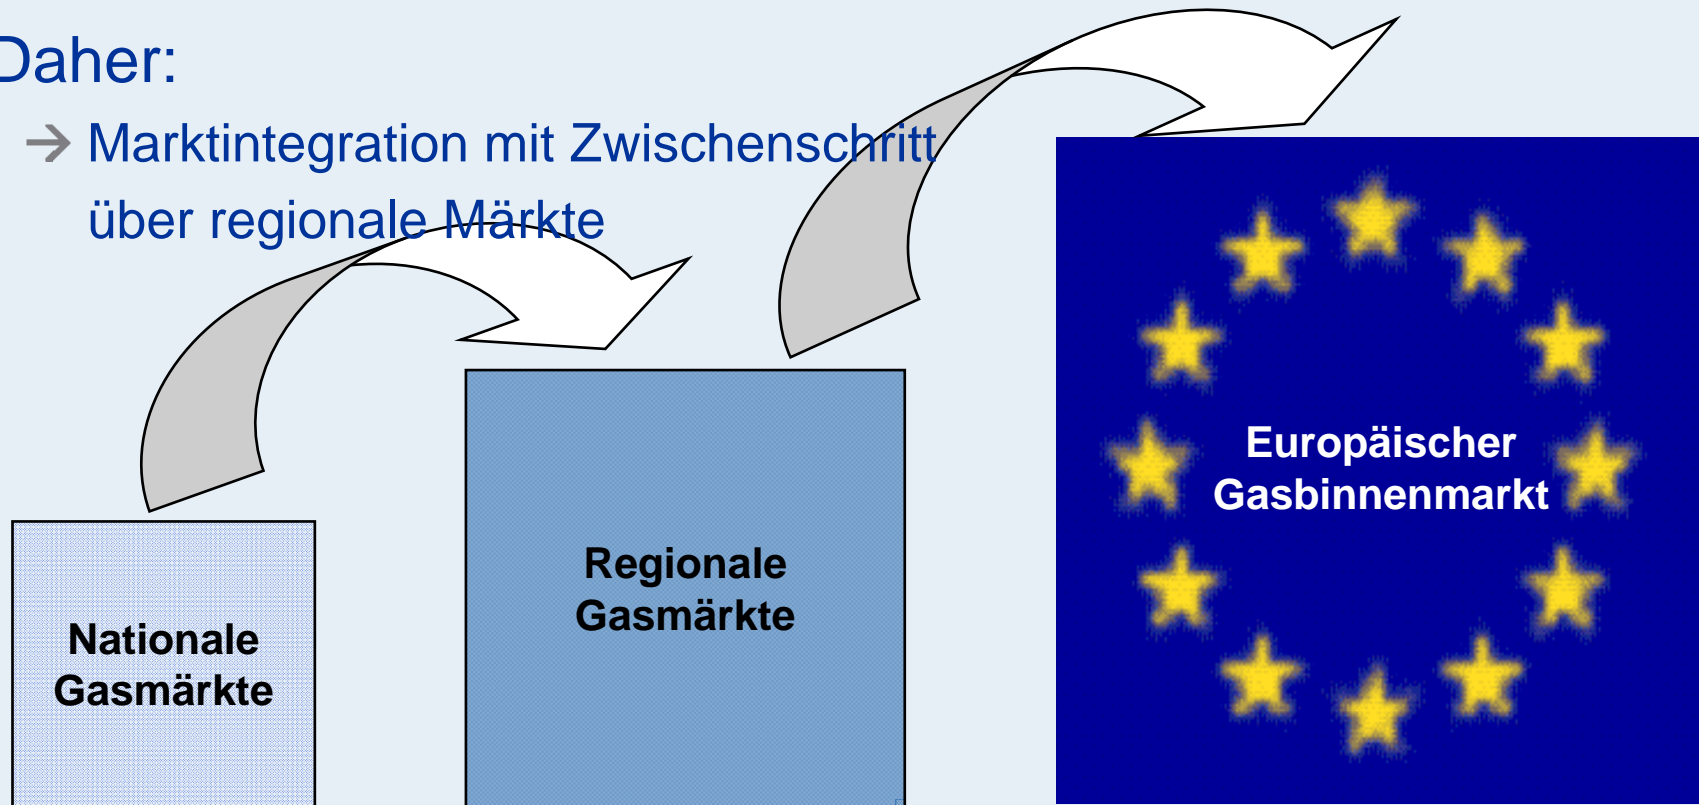 Daher:
→ Marktintegration mit Zwischenschritt
über regionale Märkte
Europäischer
Gasbinnenmarkt
Regionale
Gasmärkte
Nationale
Gasmärkte